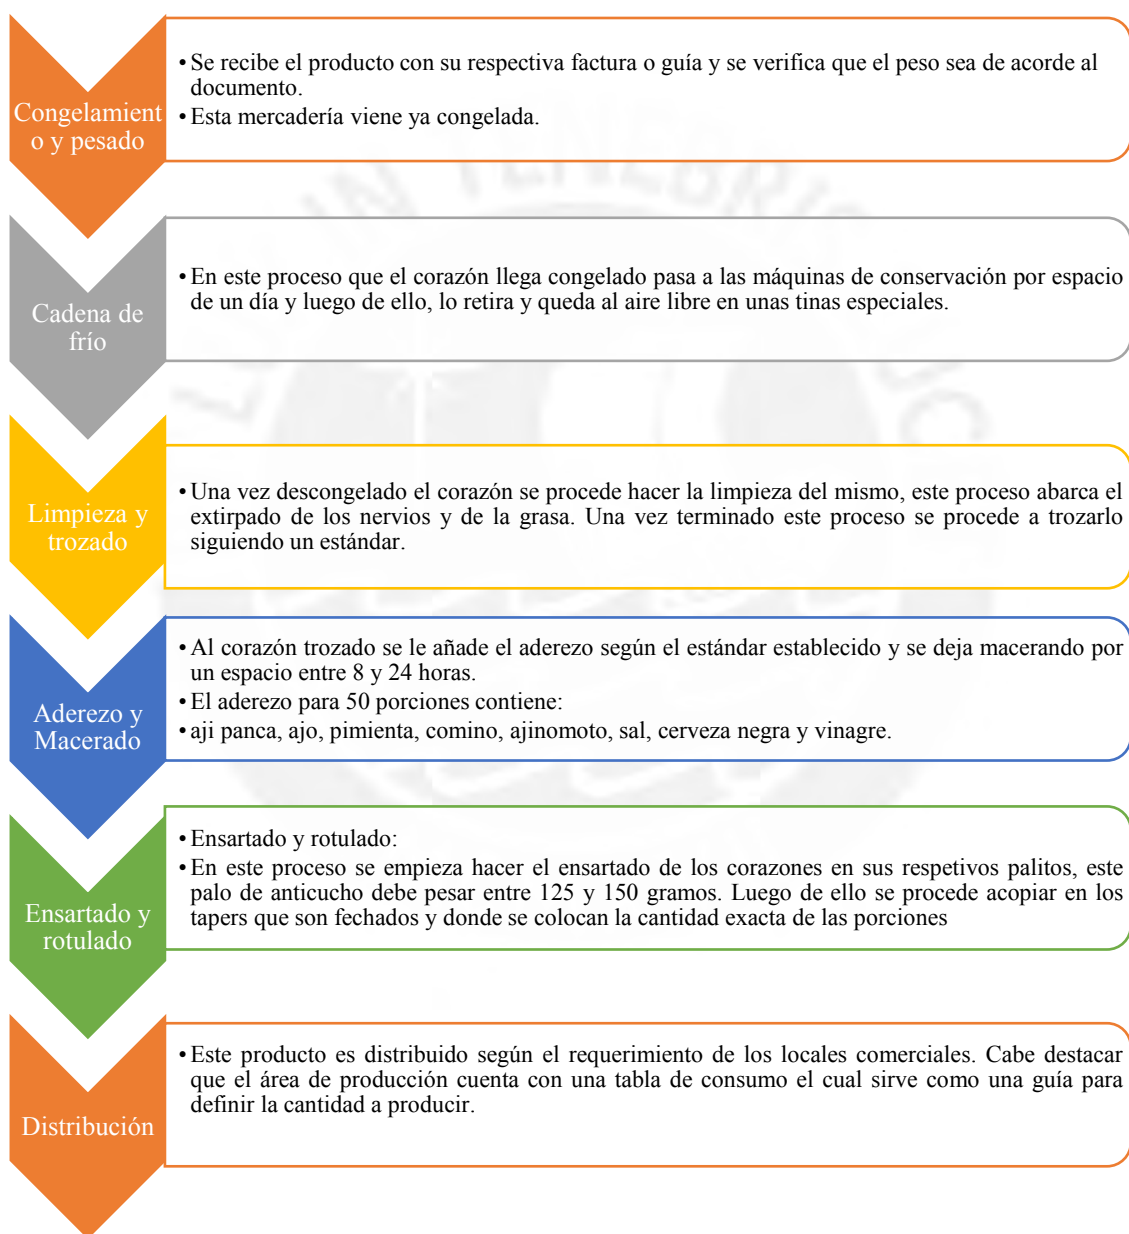 Congelamient
o y pesado
• Se recibe el producto con su respectiva factura o guía y se verifica que el peso sea de acorde al
documento.
• Esta mercadería viene ya congelada.
Cadena de
frío
• En este proceso que el corazón llega congelado pasa a las máquinas de conservación por espacio
de un día y luego de ello, lo retira y queda al aire libre en unas tinas especiales.
Limpieza y
trozado
• Una vez descongelado el corazón se procede hacer la limpieza del mismo, este proceso abarca el
extirpado de los nervios y de la grasa. Una vez terminado este proceso se procede a trozarlo
siguiendo un estándar.
Aderezo y
Macerado
• Al corazón trozado se le añade el aderezo según el estándar establecido y se deja macerando por
un espacio entre 8 y 24 horas.
• El aderezo para 50 porciones contiene:
• aji panca, ajo, pimienta, comino, ajinomoto, sal, cerveza negra y vinagre.
Ensartado y
rotulado
• Ensartado y rotulado:
• En este proceso se empieza hacer el ensartado de los corazones en sus respetivos palitos, este
palo de anticucho debe pesar entre 125 y 150 gramos. Luego de ello se procede acopiar en los
tapers que son fechados y donde se colocan la cantidad exacta de las porciones
Distribución
• Este producto es distribuido según el requerimiento de los locales comerciales. Cabe destacar
que el área de producción cuenta con una tabla de consumo el cual sirve como una guía para
definir la cantidad a producir.